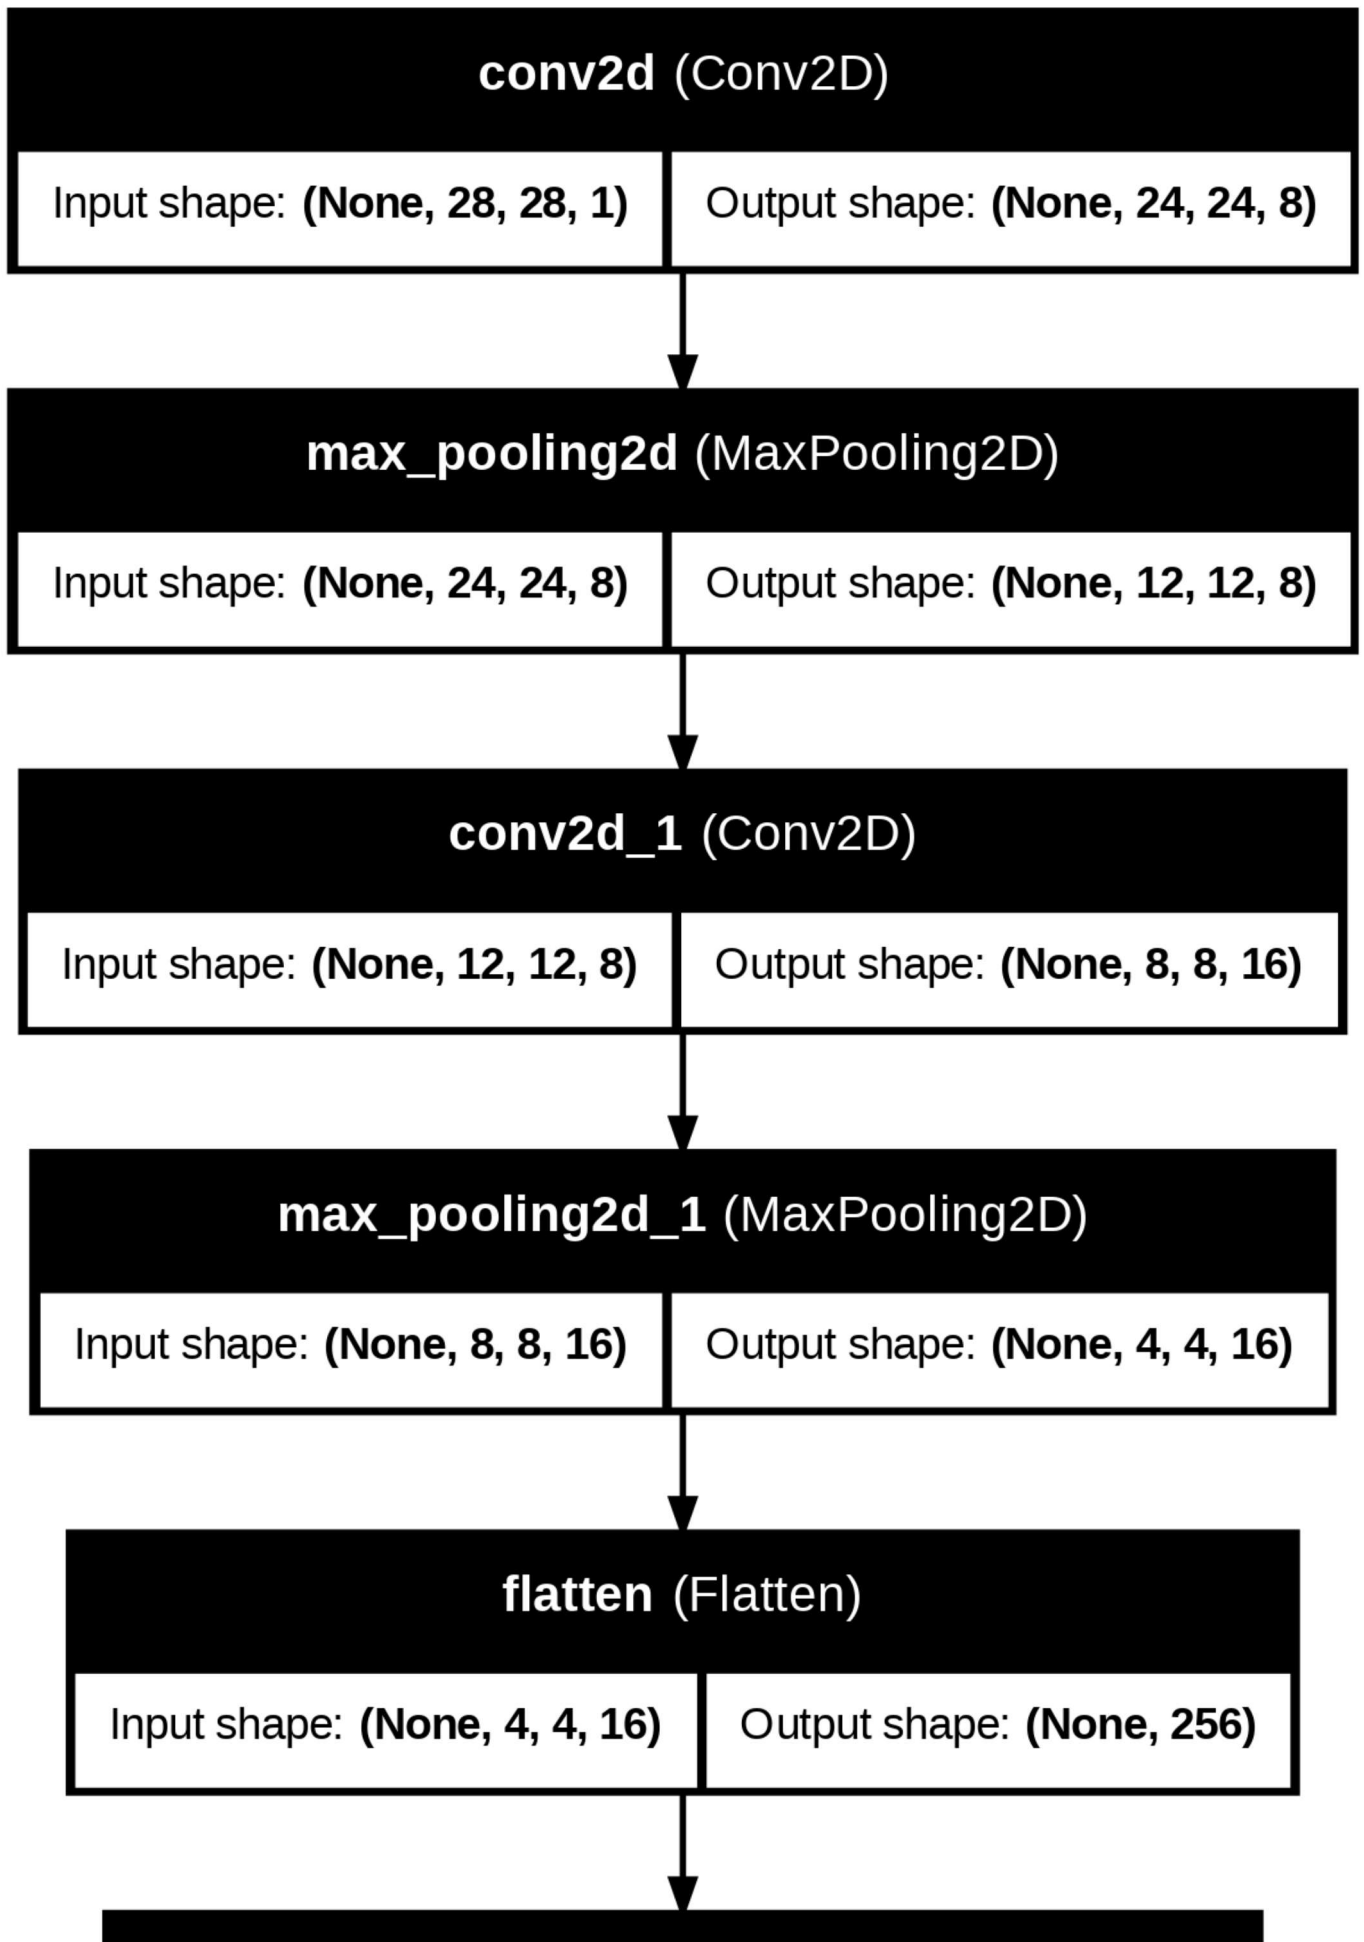 conv2d (Conv2D)
Input shape: (None, 28, 28, 1) Output shape: (None, 24, 24, 8)
max_pooling2d (MaxPooling2D)
Input shape: (None, 24, 24, 8) Output shape: (None, 12, 12, 8)
conv2d_1 (Conv2D)
Input shape: (None, 12, 12, 8) Output shape: (None, 8, 8, 16)
max_pooling2d_1 (MaxPooling2D)
Input shape: (None, 8, 8, 16) Output shape: (None, 4, 4, 16)
flatten (Flatten)
Input shape: (None, 4, 4, 16) Output shape: (None, 256)